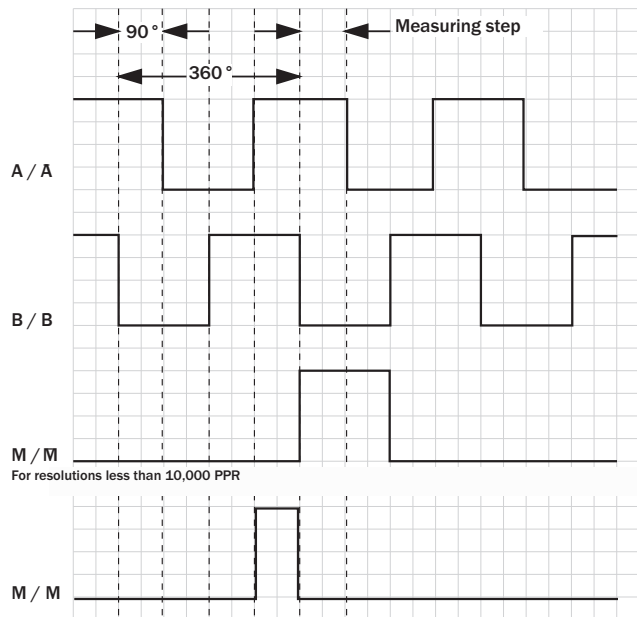 90°
Measuring step
360°
A / A̅
B / B
M / M̅
For resolutions less than 10,000 PPR
M / M